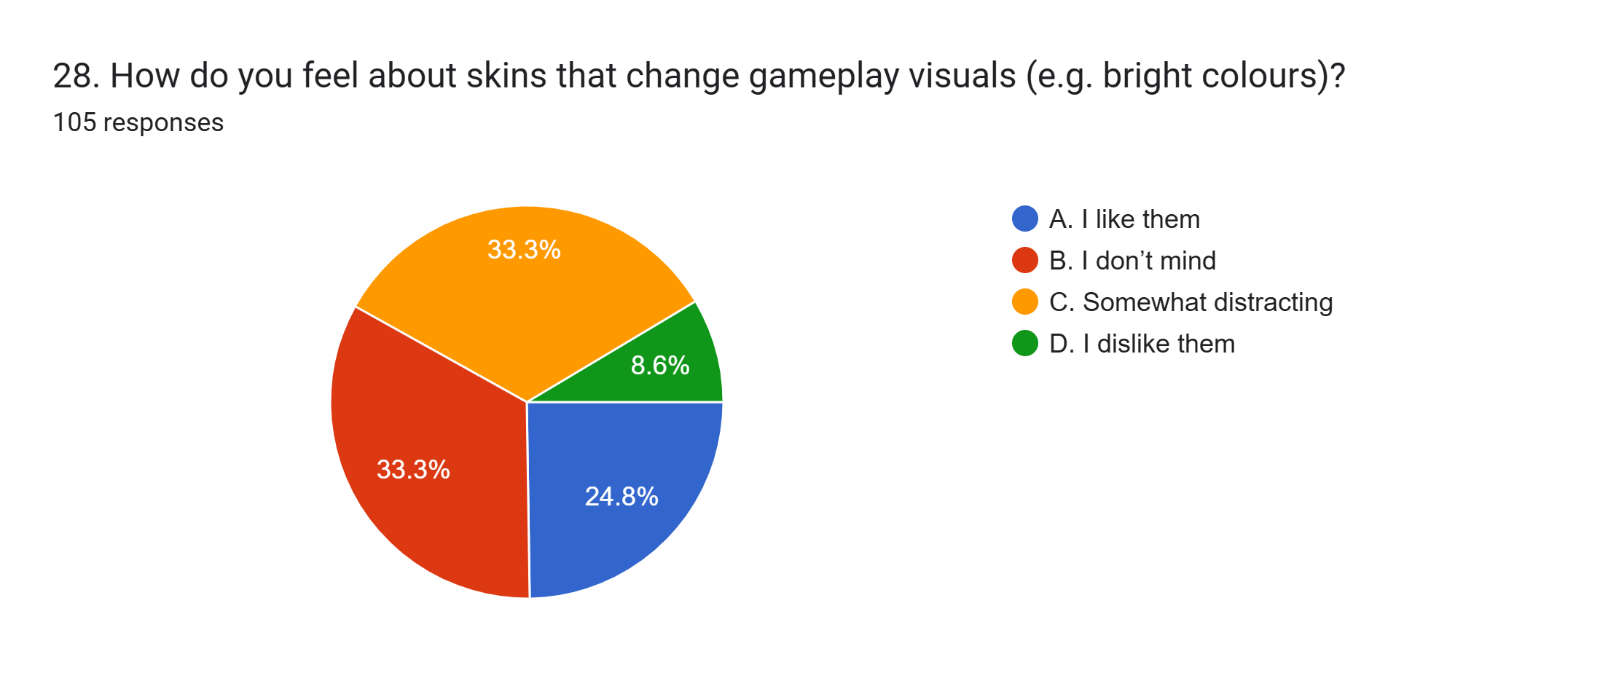 28. How do you feel about skins that change gameplay visuals (e.g. bright colours)?
105 responses
33.3%
8.6%
33.3%
24.8%
A. I like them
B. I don’t mind
C. Somewhat distracting
D. I dislike them